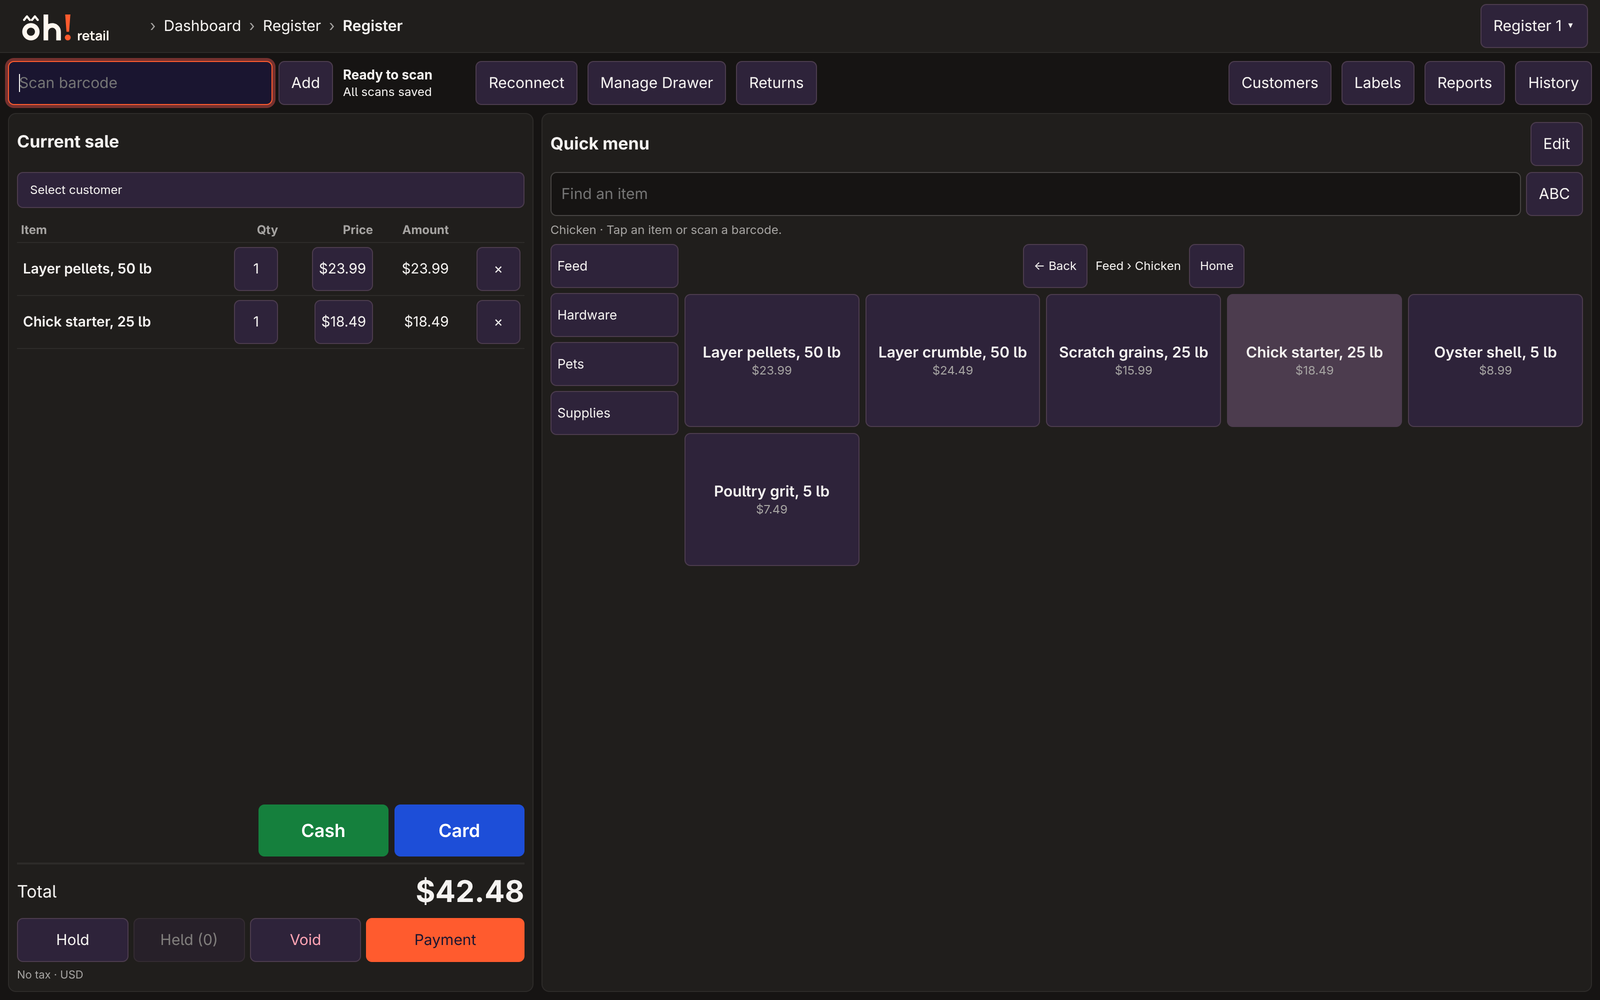 ôh! retail
› Dashboard › Register › Register
Register 1 ▾
Scan barcode
Add
Ready to scan
All scans saved
Reconnect
Manage Drawer
Returns
Customers
Labels
Reports
History
Current sale
Select customer
Item Qty Price Amount
Layer pellets, 50 lb 1 $23.99 $23.99 ×
Chick starter, 25 lb 1 $18.49 $18.49 ×
Cash
Card
Total $42.48
Hold
Held (0)
Void
Payment
No tax · USD
Quick menu
Edit
Find an item
ABC
Chicken · Tap an item or scan a barcode.
Feed
Hardware
Pets
Supplies
← Back
Feed › Chicken
Home
Layer pellets, 50 lb
$23.99
Layer crumble, 50 lb
$24.49
Scratch grains, 25 lb
$15.99
Chick starter, 25 lb
$18.49
Oyster shell, 5 lb
$8.99
Poultry grit, 5 lb
$7.49